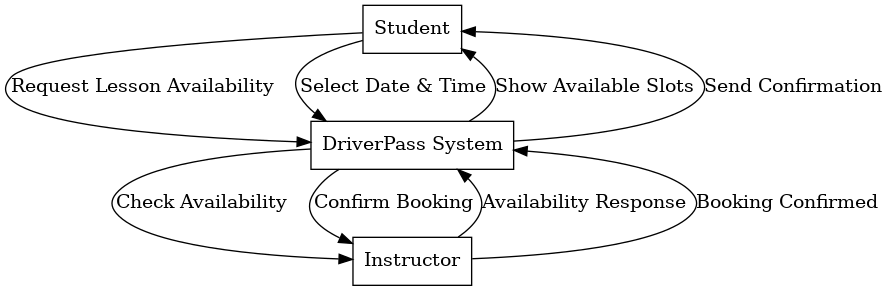 Student
Request Lesson Availability
Select Date & Time
Show Available Slots
Send Confirmation
DriverPass System
Check Availability
Confirm Booking
Availability Response
Booking Confirmed
Instructor